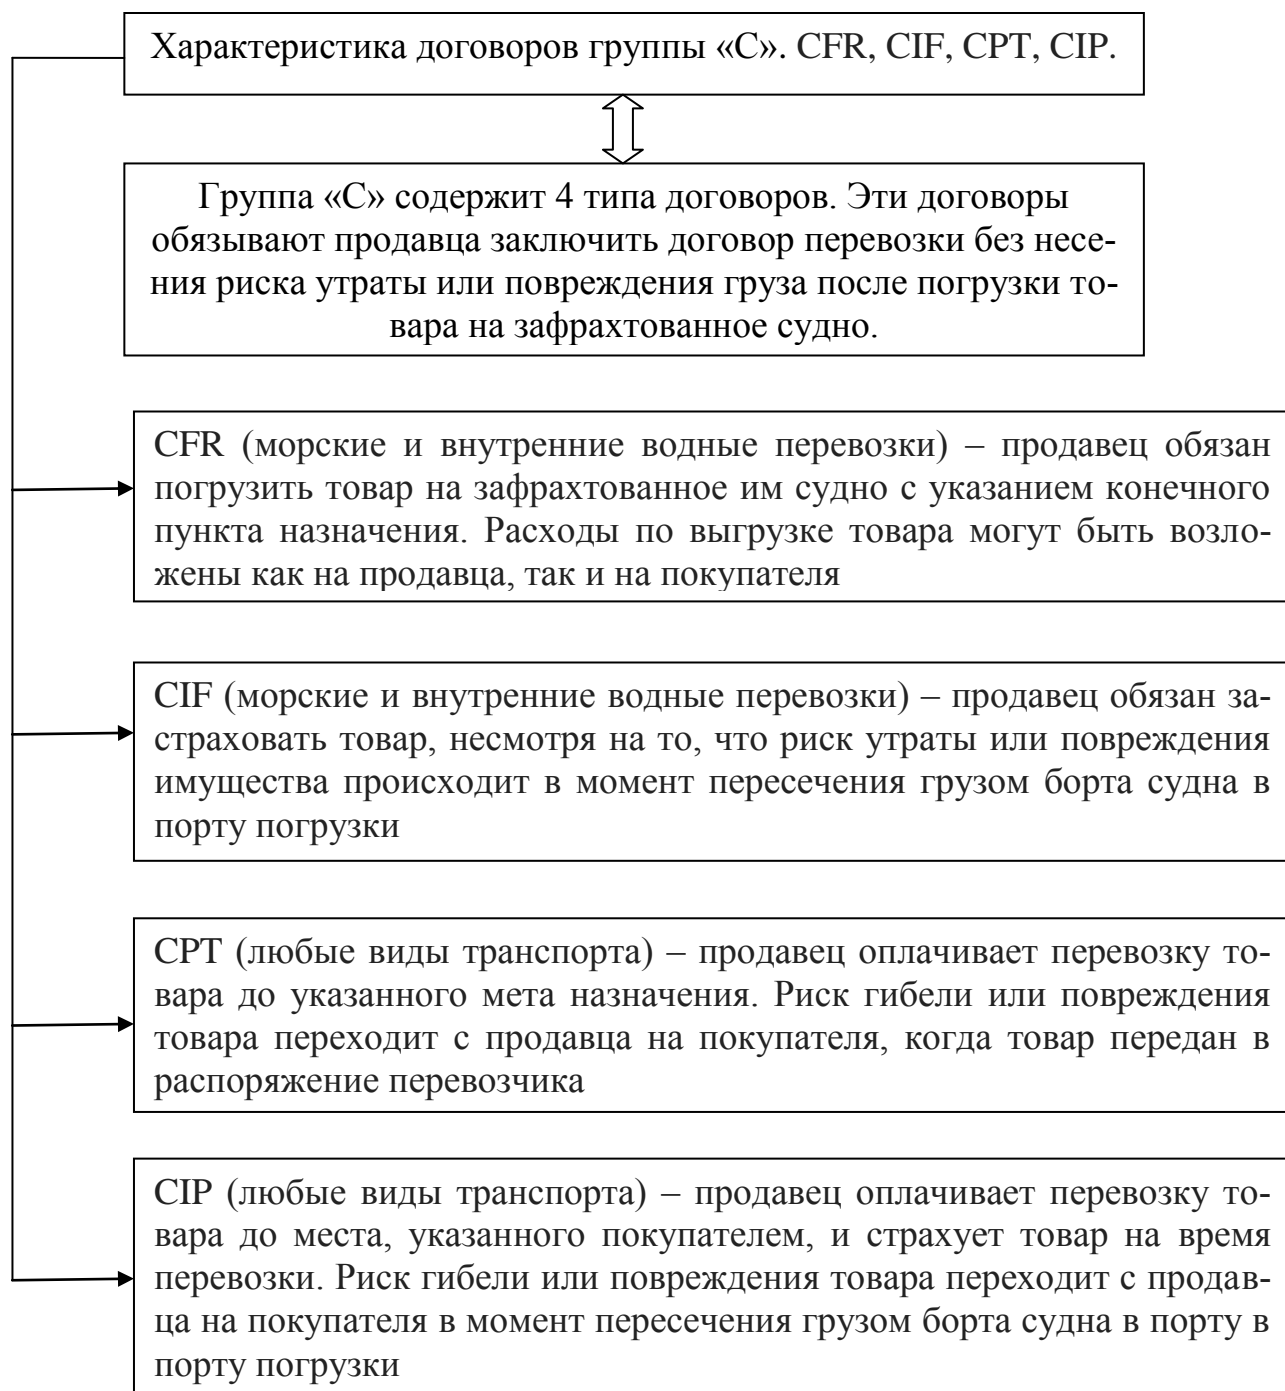 Характеристика договоров группы «С». CFR, CIF, CPT, CIP.
Группа «С» содержит 4 типа договоров. Эти договоры
обязывают продавца заключить договор перевозки без несе-
ния риска утраты или повреждения груза после погрузки то-
вара на зафрахтованное судно.
CFR (морские и внутренние водные перевозки) – продавец обязан
погрузить товар на зафрахтованное им судно с указанием конечного
пункта назначения. Расходы по выгрузке товара могут быть возло-
жены как на продавца, так и на покупателя
CIF (морские и внутренние водные перевозки) – продавец обязан за-
страховать товар, несмотря на то, что риск утраты или повреждения
имущества происходит в момент пересечения грузом борта судна в
порту погрузки
CPT (любые виды транспорта) – продавец оплачивает перевозку то-
вара до указанного мета назначения. Риск гибели или повреждения
товара переходит с продавца на покупателя, когда товар передан в
распоряжение перевозчика
CIP (любые виды транспорта) – продавец оплачивает перевозку то-
вара до места, указанного покупателем, и страхует товар на время
перевозки. Риск гибели или повреждения товара переходит с продав-
ца на покупателя в момент пересечения грузом борта судна в порту в
порту погрузки